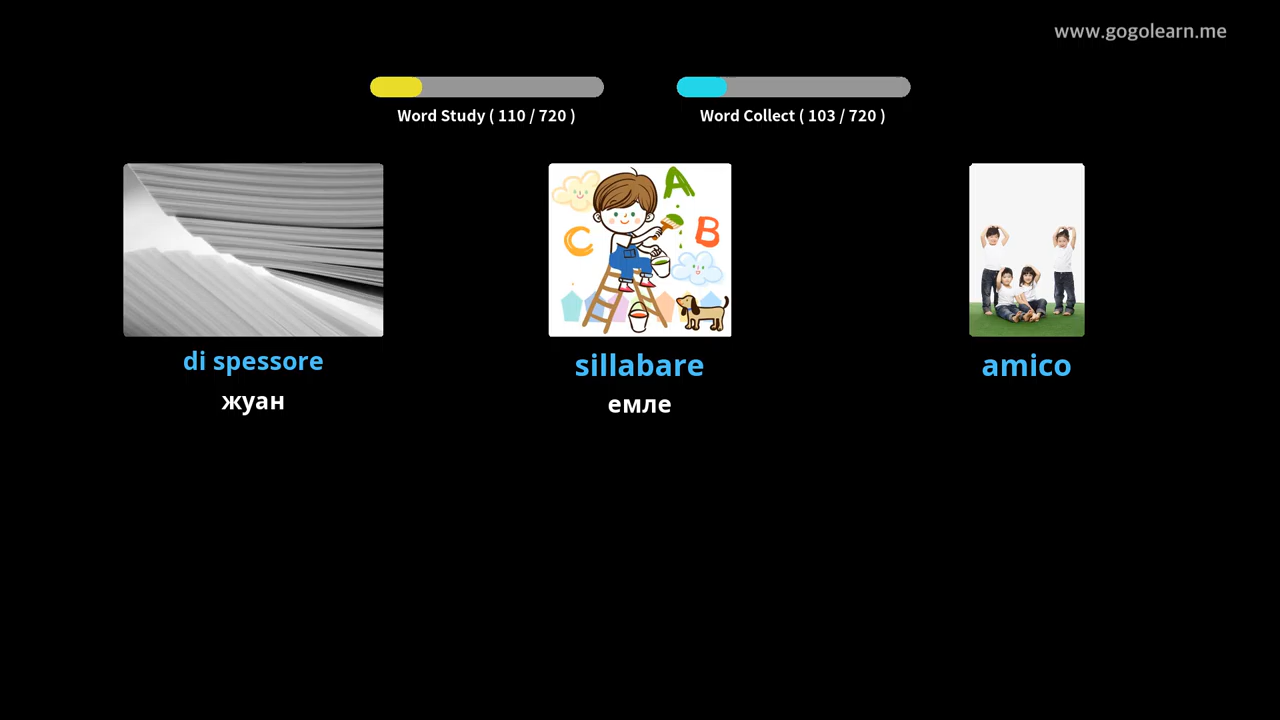 www.gogolearn.me
Word Study ( 110 / 720 )
Word Collect ( 103 / 720 )
A
B
C
di spessore
жуан
sillabare
емле
amico